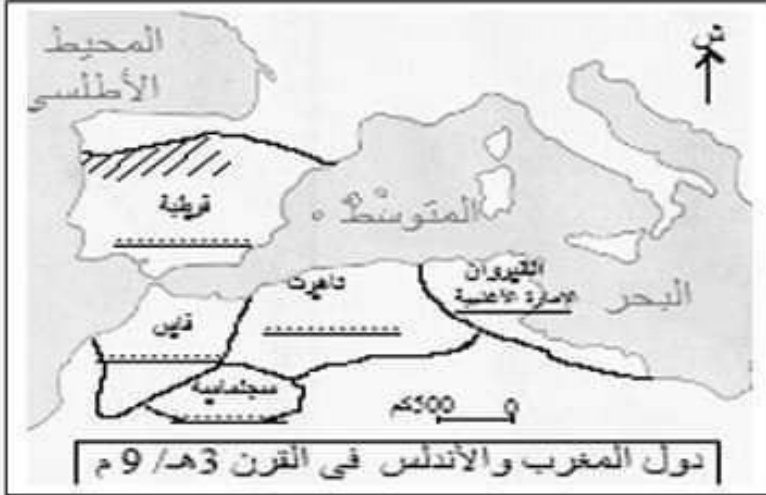 المحيط
الأطلسي
ش
قرطبة
المتوسط
البحر
القيروان
الإمارة الأغلبية
تاهرت
فاس
سجلماسة
500كم 0
دول المغرب والأندلس في القرن 3هـ/ 9 م